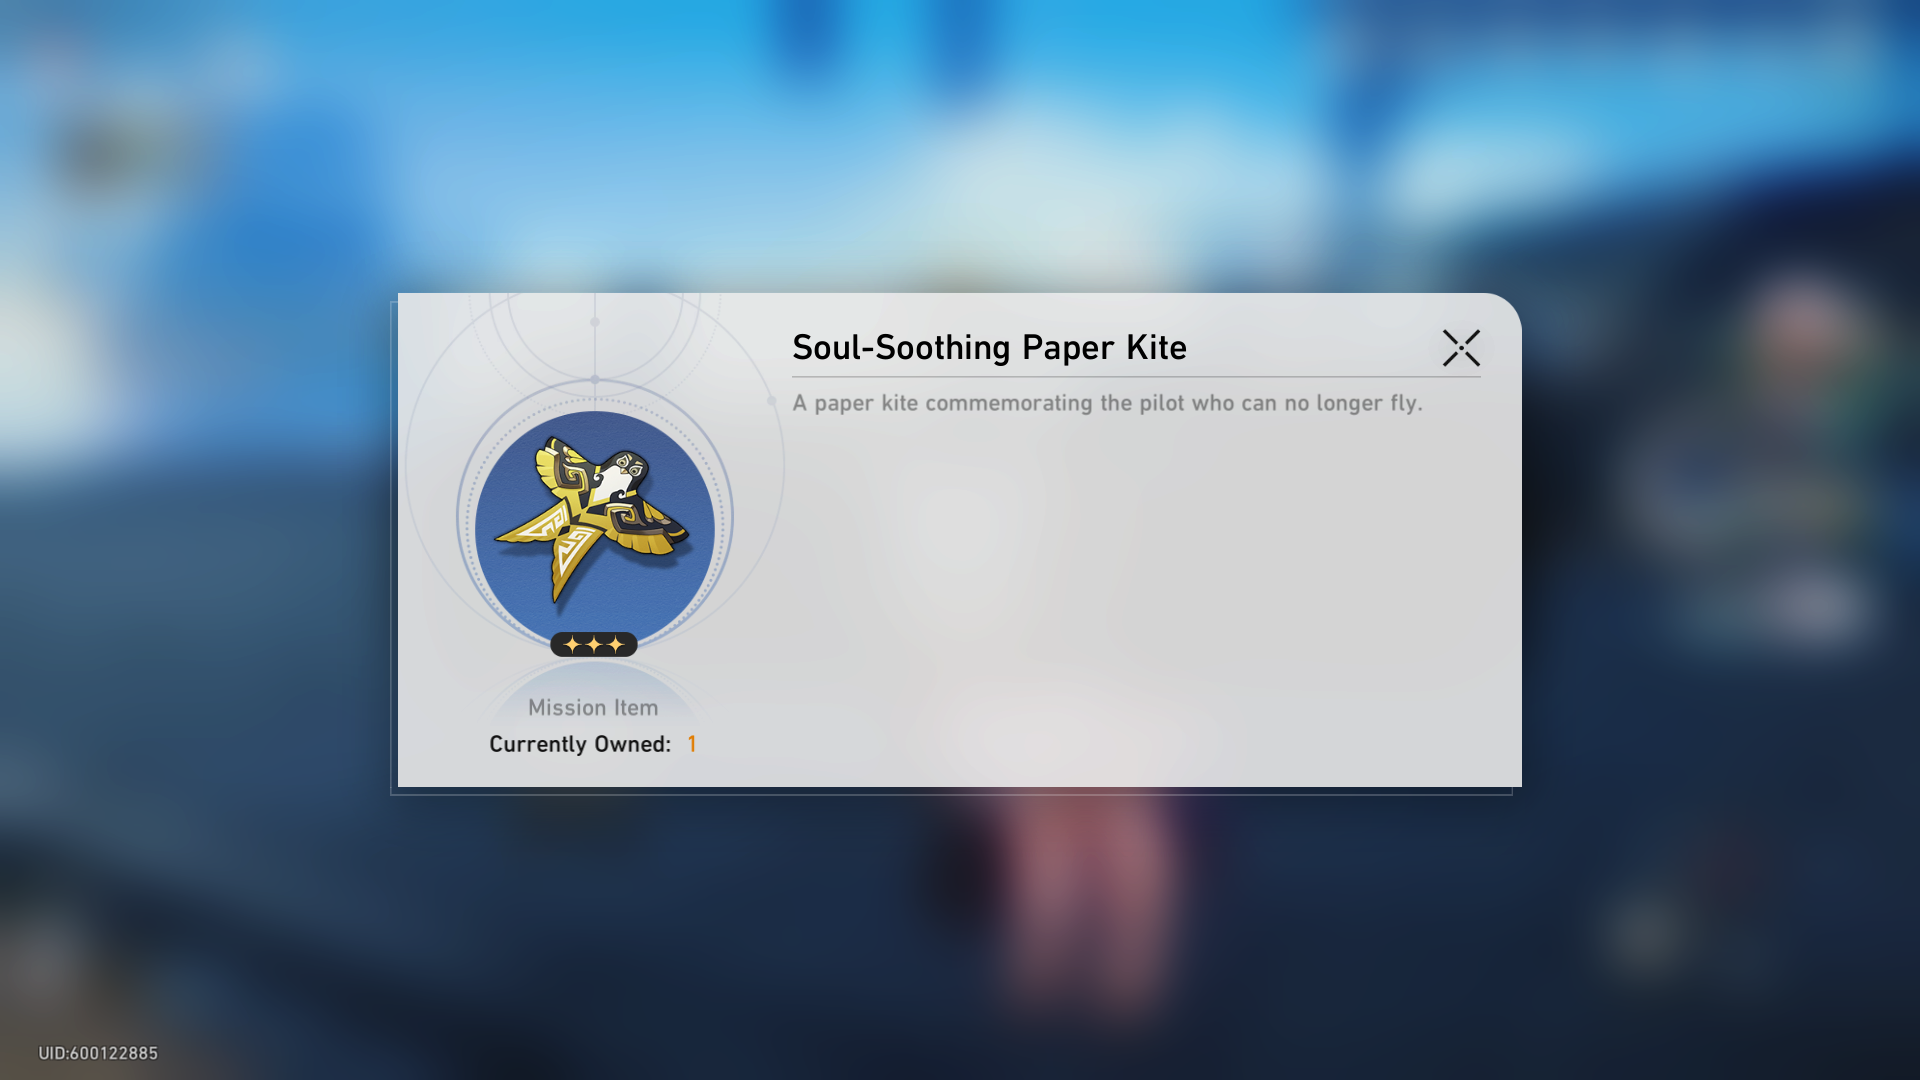 Soul-Soothing Paper Kite
A paper kite commemorating the pilot who can no longer fly.
Mission Item
Currently Owned: 1
UID:600122885